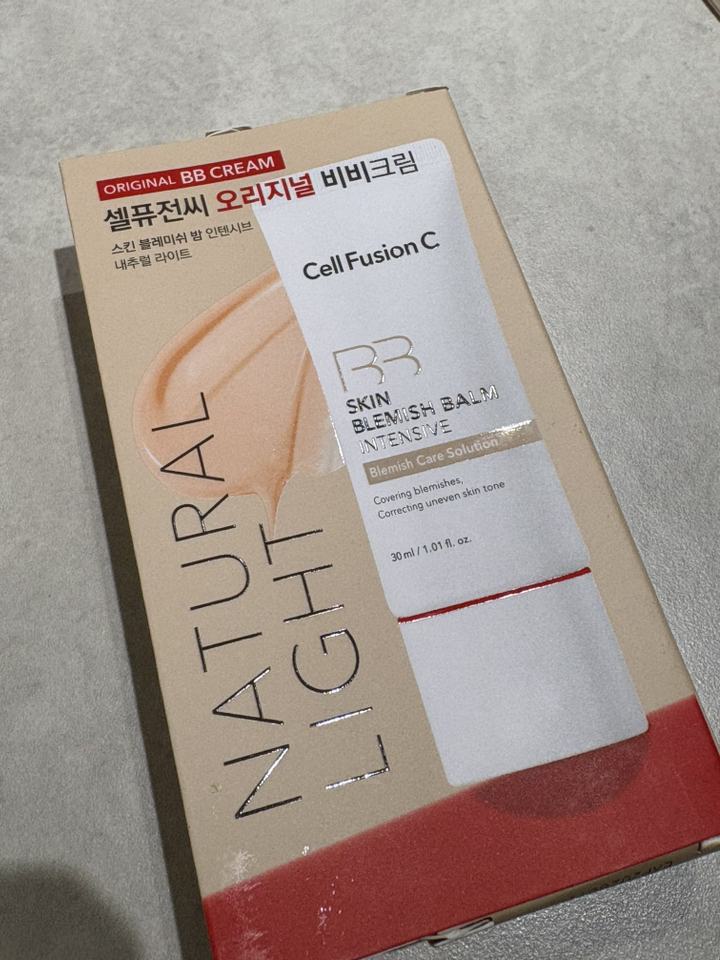 ORIGINAL BB CREAM
셀퓨전씨 오리지널 비비크림
스킨 블레미쉬 밤 인텐시브
내추럴 라이트
Cell Fusion C
BB
SKIN
BLEMISH BALM
INTENSIVE
Blemish Care Solution
Covering blemishes,
Correcting uneven skin tone
30 ml / 1.01 fl. oz.
NATURAL
LIGHT